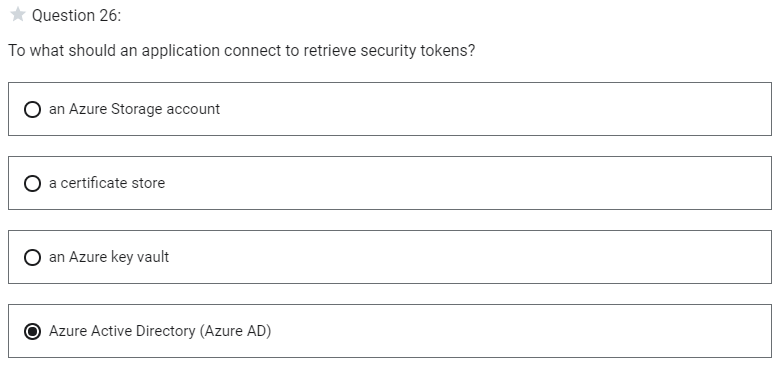 Question 26:
To what should an application connect to retrieve security tokens?
an Azure Storage account
a certificate store
an Azure key vault
Azure Active Directory (Azure AD)